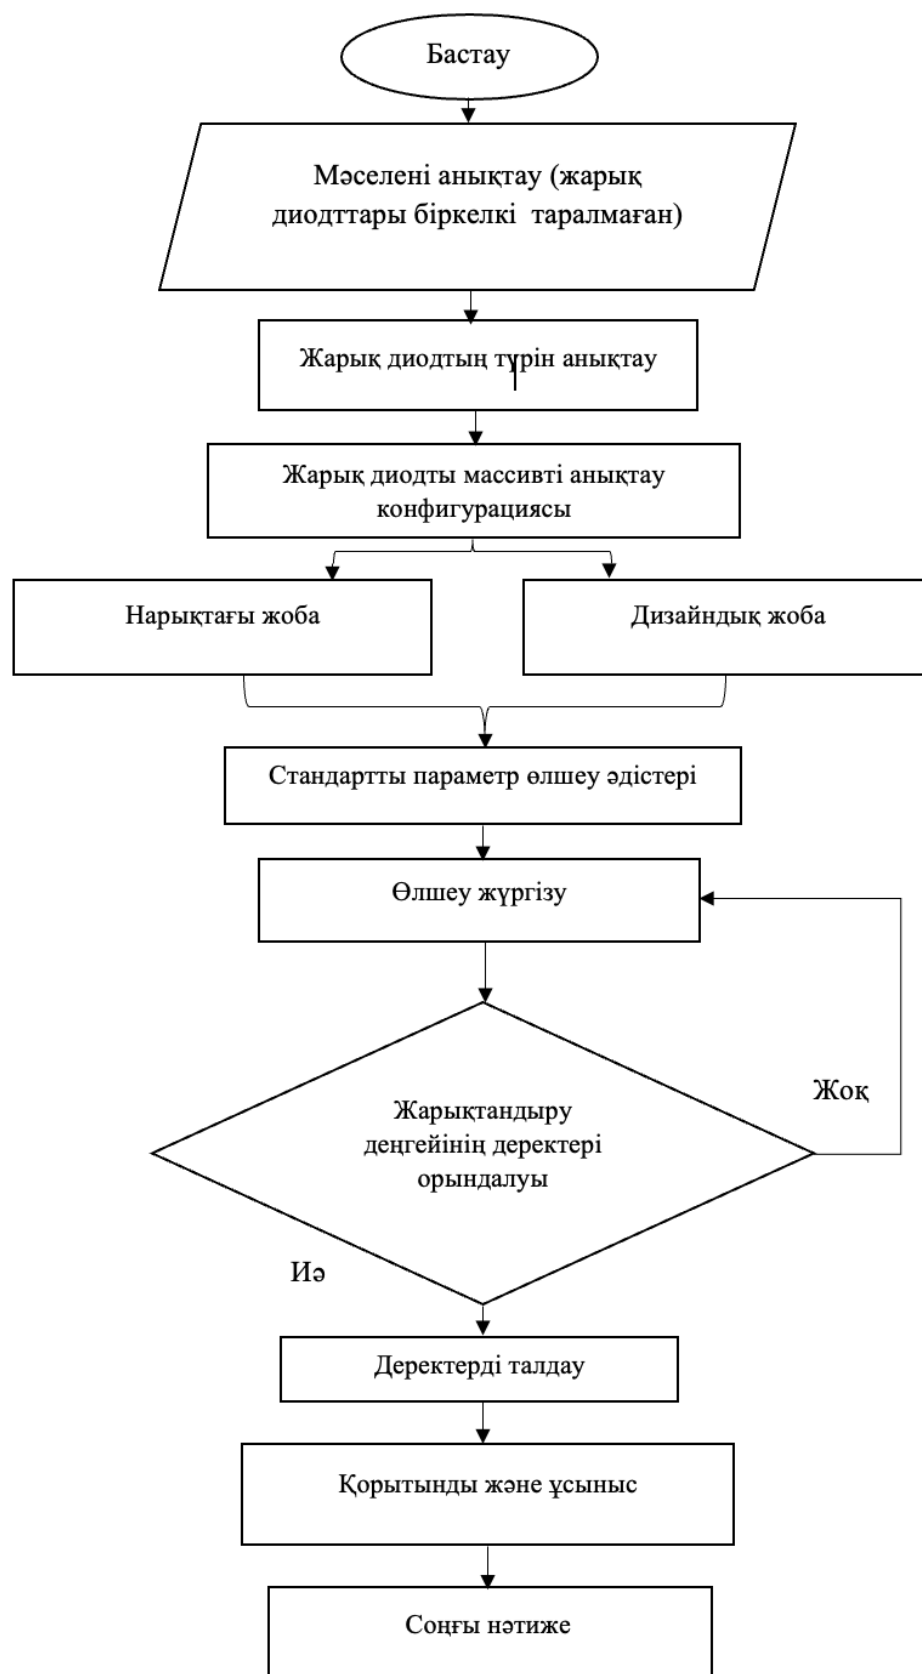 Бастау
Мәселені анықтау (жарық
диодттары біркелкі таралмаған)
Жарық диодтың түрін анықтау
Жарық диодты массивті анықтау
конфигурациясы
Нарықтағы жоба
Дизайндық жоба
Стандартты параметр өлшеу әдістері
Өлшеу жүргізу
Жарықтандыру
деңгейінің деректері
орындалуы
Жоқ
Иә
Деректерді талдау
Қорытынды және ұсыныс
Соңғы нәтиже